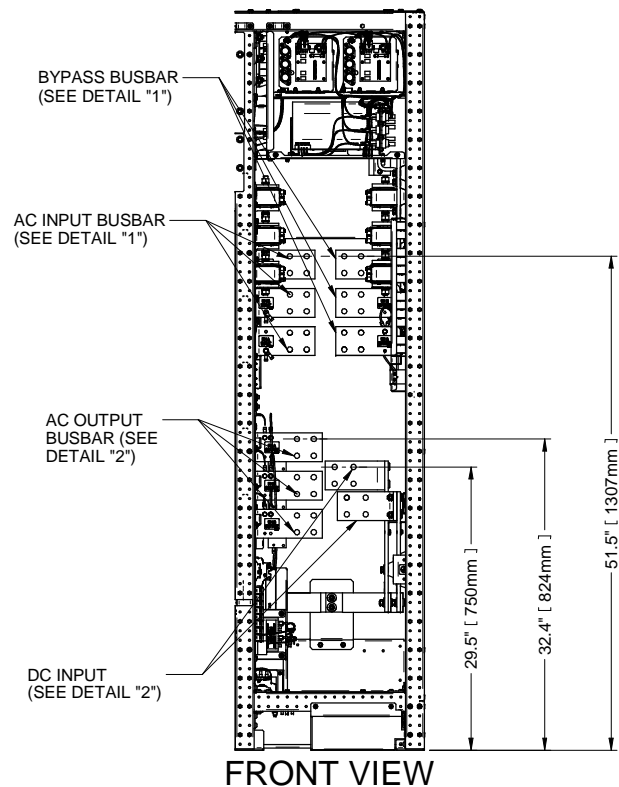 BYPASS BUSBAR
(SEE DETAIL "1")
AC INPUT BUSBAR
(SEE DETAIL "1")
AC OUTPUT
BUSBAR (SEE
DETAIL "2")
DC INPUT
(SEE DETAIL "2")
29.5" [ 750mm ]
32.4" [ 824mm ]
51.5" [ 1307mm ]
FRONT VIEW